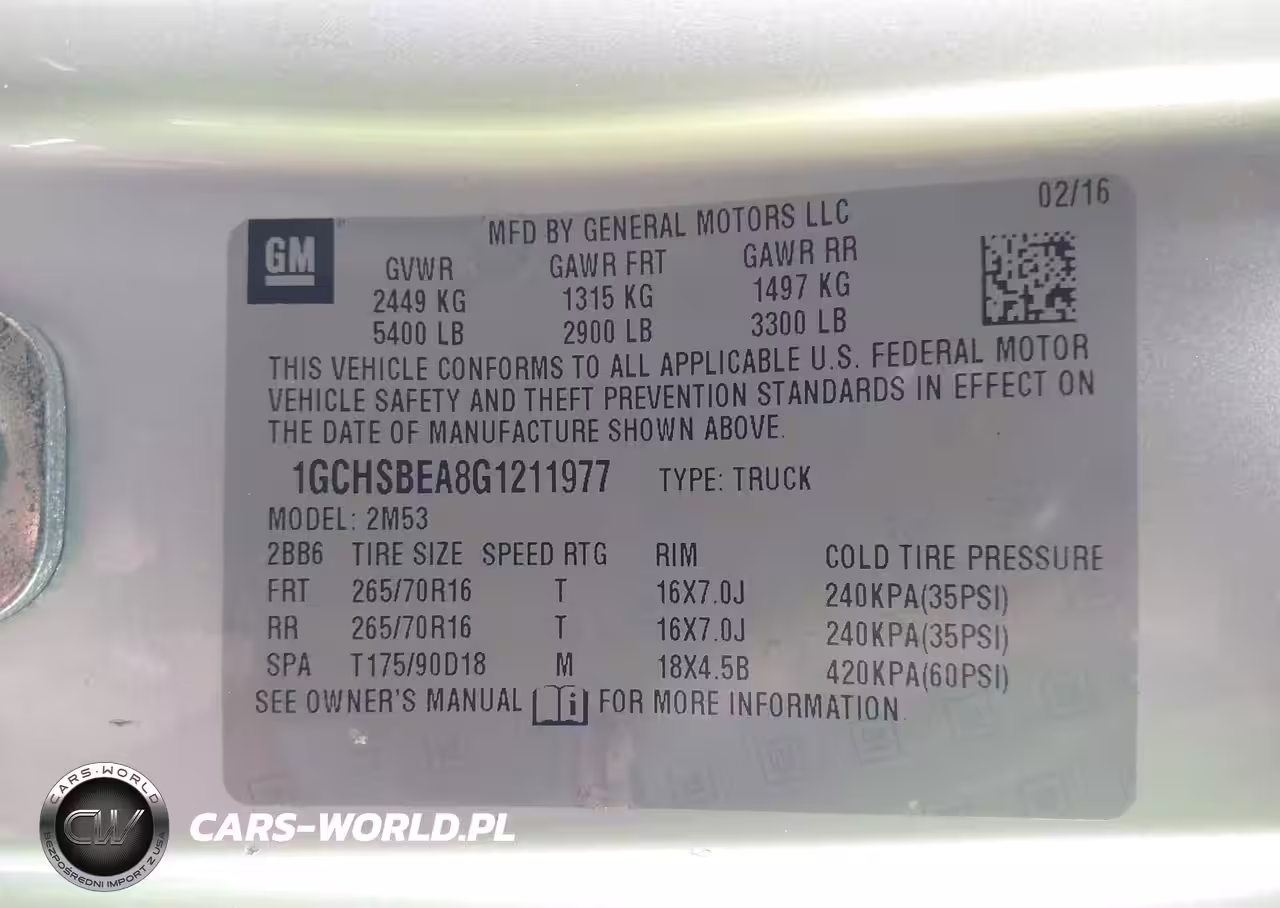 02/16
GM
MFD BY GENERAL MOTORS LLC
GVWR GAWR FRT GAWR RR
2449 KG 1315 KG 1497 KG
5400 LB 2900 LB 3300 LB
THIS VEHICLE CONFORMS TO ALL APPLICABLE U.S. FEDERAL MOTOR
VEHICLE SAFETY AND THEFT PREVENTION STANDARDS IN EFFECT ON
THE DATE OF MANUFACTURE SHOWN ABOVE.
1GCHSBEA8G1211977 TYPE: TRUCK
MODEL: 2M53
2BB6 TIRE SIZE SPEED RTG RIM COLD TIRE PRESSURE
FRT 265/70R16 T 16X7.0J 240KPA(35PSI)
RR 265/70R16 T 16X7.0J 240KPA(35PSI)
SPA T175/90D18 M 18X4.5B 420KPA(60PSI)
SEE OWNER'S MANUAL FOR MORE INFORMATION.
CARS-WORLD
CW
BEZPOŚREDNI IMPORT Z USA
CARS-WORLD.PL